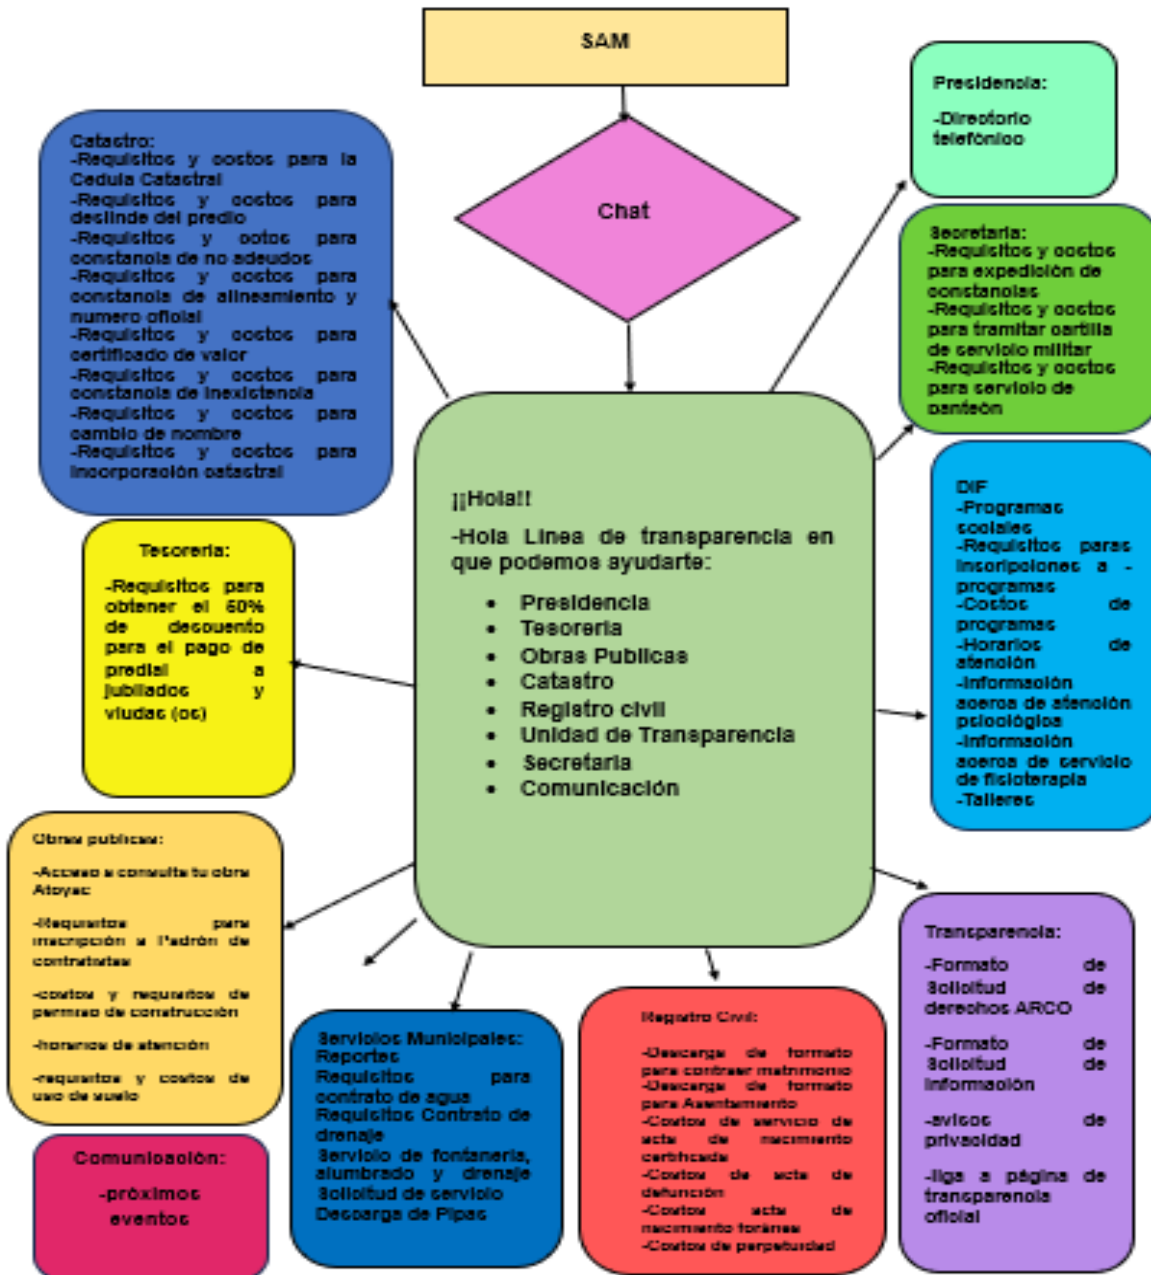 SAM
Chat
Presidencia:
-Directorio
telefónico
Catastro:
-Requisitos y costos para la
Cedula Catastral
-Requisitos y costos para
deslinde del predio
-Requisitos y cotos para
constancia de no adeudos
-Requisitos y costos para
constancia de alineamiento y
numero oficial
-Requisitos y costos para
certificado de valor
-Requisitos y costos para
constancia de inexistencia
-Requisitos y costos para
cambio de nombre
-Requisitos y costos para
incorporación catastral
Secretaria:
-Requisitos y costos
para expedición de
constancias
-Requisitos y costos
para tramitar cartilla
de servicio militar
-Requisitos y costos
para servicio de
panteón
¡¡Hola!!
-Hola Linea de transparencia en
que podemos ayudarte:
• Presidencia
• Tesoreria
• Obras Publicas
• Catastro
• Registro civil
• Unidad de Transparencia
• Secretaria
• Comunicación
DIF
-Programas
sociales
-Requisitos paras
inscripciones a -
programas
-Costos de
programas
-Horarios de
atención
-Información
acerca de atención
psicológica
-Información
acerca de servicio
de fisioterapia
-Talleres
Tesoreria:
-Requisitos para
obtener el 50%
de descuento
para el pago de
predial a
jubilados y
viudas (os)
Obras publicas:
-Acceso a consulta tu obra
Atoyac
-Requisitos para
inscripción a Padrón de
contratistas
-costos y requisitos de
permiso de construcción
-horarios de atención
-requisitos y costos de
uso de suelo
Servicios Municipales:
Reportes
Requisitos para
contrato de agua
Requisitos Contrato de
drenaje
Servicio de fontanería,
alumbrado y drenaje
Solicitud de servicio
Descarga de Pipas
Registro Civil:
-Descarga de formato
para contraer matrimonio
-Descarga de formato
para Asentamiento
-Costos de servicio de
acta de nacimiento
certificada
-Costos de acta de
defunción
-Costos acta de
nacimiento foránea
-Costos de perpetuidad
Transparencia:
-Formato de
Solicitud de
derechos ARCO
-Formato de
Solicitud de
información
-avisos de
privacidad
-liga a página de
transparencia
oficial
Comunicación:
-próximos
eventos